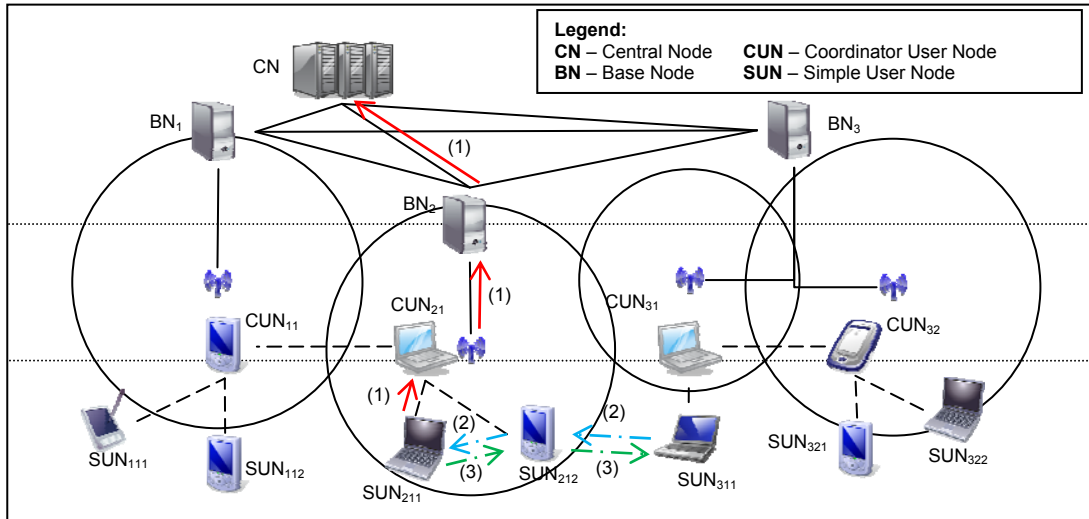 Legend:
CN – Central Node CUN – Coordinator User Node
BN – Base Node SUN – Simple User Node
CN
BN₁
BN₃
(1)
BN₂
(1)
CUN₁₁
CUN₂₁
CUN₃₁
CUN₃₂
(1)
(2)
(2)
(3)
(3)
SUN₁₁₁
SUN₁₁₂
SUN₂₁₁
SUN₂₁₂
SUN₃₁₁
SUN₃₂₁
SUN₃₂₂